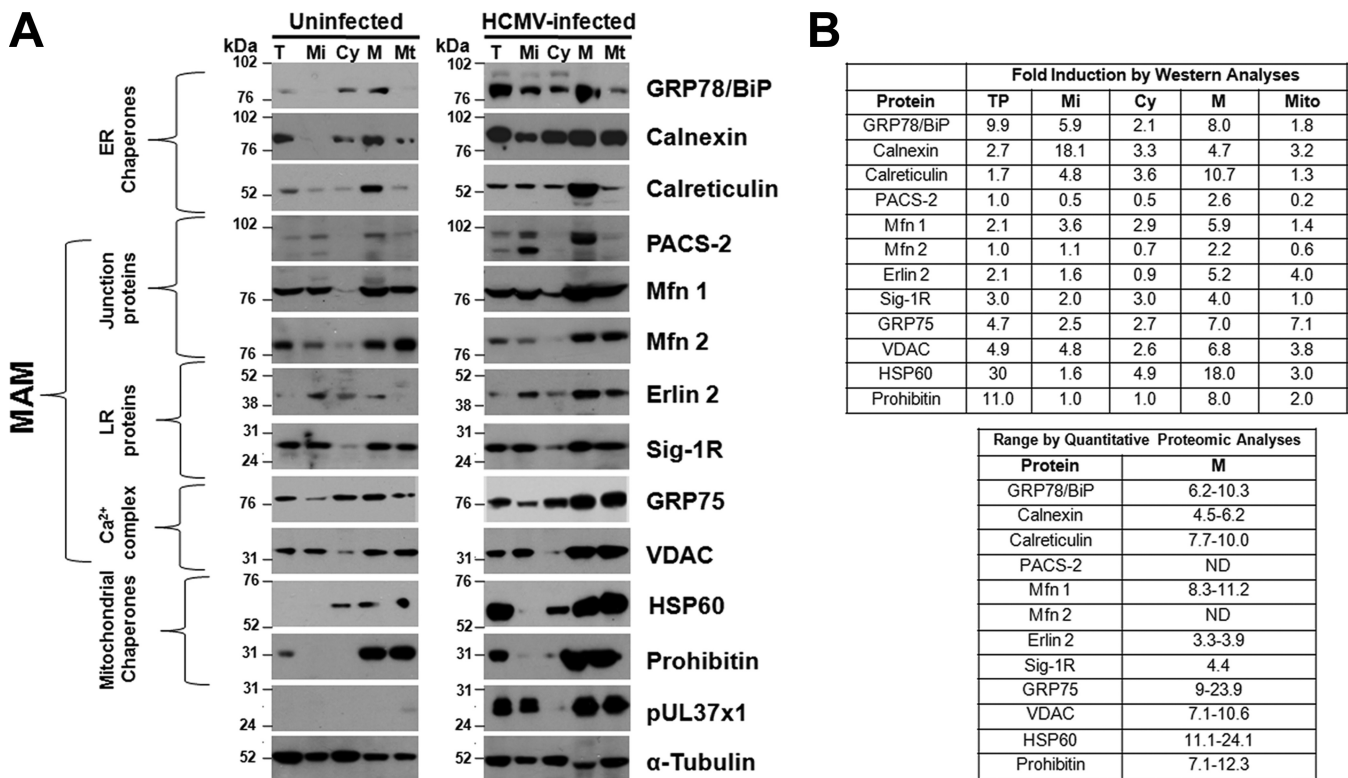 A
Uninfected
HCMV-infected
kDa T Mi Cy M Mt
kDa T Mi Cy M Mt
MAM
ER Chaperones
Junction proteins
LR proteins
Ca²⁺ complex
Mitochondrial Chaperones
102 102 GRP78/BiP
76 76
102 102 Calnexin
76 76
52 52 Calreticulin
102 102 PACS-2
76 76 Mfn 1
76 76 Mfn 2
52 52 Erlin 2
38 38
31 31 Sig-1R
24 24
76 76 GRP75
31 31 VDAC
76 76 HSP60
52 52
31 31 Prohibitin
31 31 pUL37x1
24 24
52 52 α-Tubulin
B
Fold Induction by Western Analyses
Protein TP Mi Cy M Mito
GRP78/BiP 9.9 5.9 2.1 8.0 1.8
Calnexin 2.7 18.1 3.3 4.7 3.2
Calreticulin 1.7 4.8 3.6 10.7 1.3
PACS-2 1.0 0.5 0.5 2.6 0.2
Mfn 1 2.1 3.6 2.9 5.9 1.4
Mfn 2 1.0 1.1 0.7 2.2 0.6
Erlin 2 2.1 1.6 0.9 5.2 4.0
Sig-1R 3.0 2.0 3.0 4.0 1.0
GRP75 4.7 2.5 2.7 7.0 7.1
VDAC 4.9 4.8 2.6 6.8 3.8
HSP60 30 1.6 4.9 18.0 3.0
Prohibitin 11.0 1.0 1.0 8.0 2.0
Range by Quantitative Proteomic Analyses
Protein M
GRP78/BiP 6.2-10.3
Calnexin 4.5-6.2
Calreticulin 7.7-10.0
PACS-2 ND
Mfn 1 8.3-11.2
Mfn 2 ND
Erlin 2 3.3-3.9
Sig-1R 4.4
GRP75 9-23.9
VDAC 7.1-10.6
HSP60 11.1-24.1
Prohibitin 7.1-12.3